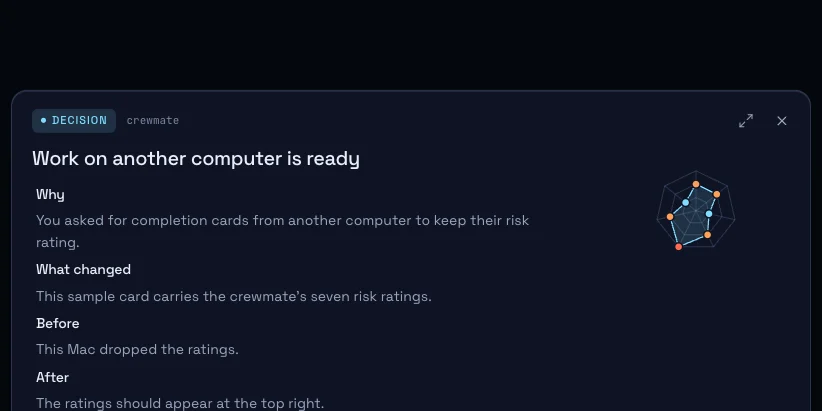 DECISION crewmate
Work on another computer is ready
Why
You asked for completion cards from another computer to keep their risk
rating.
What changed
This sample card carries the crewmate's seven risk ratings.
Before
This Mac dropped the ratings.
After
The ratings should appear at the top right.